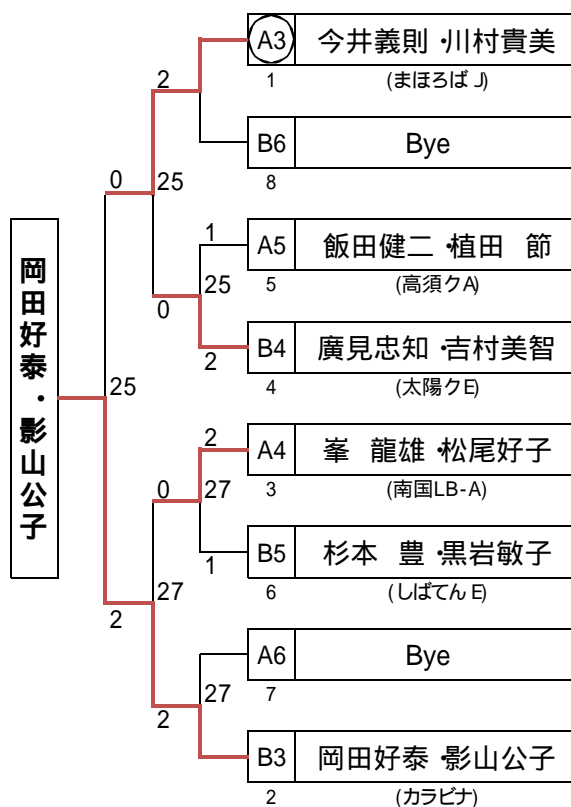 A3 今井義則・川村貴美
1 (まほろばJ)
2
B6 Bye
8
0
25
1
A5 飯田健二・植田 節
25
5 (高須クA)
0
2
B4 廣見忠知・吉村美智
4 (太陽クE)
岡田好泰・影山公子
25
2
A4 峯 龍雄・松尾好子
0
27
3 (南国LB-A)
1
B5 杉本 豊・黒岩敏子
6 (しばてんE)
27
2
A6 Bye
27
7
2
B3 岡田好泰・影山公子
2 (カラビナ)